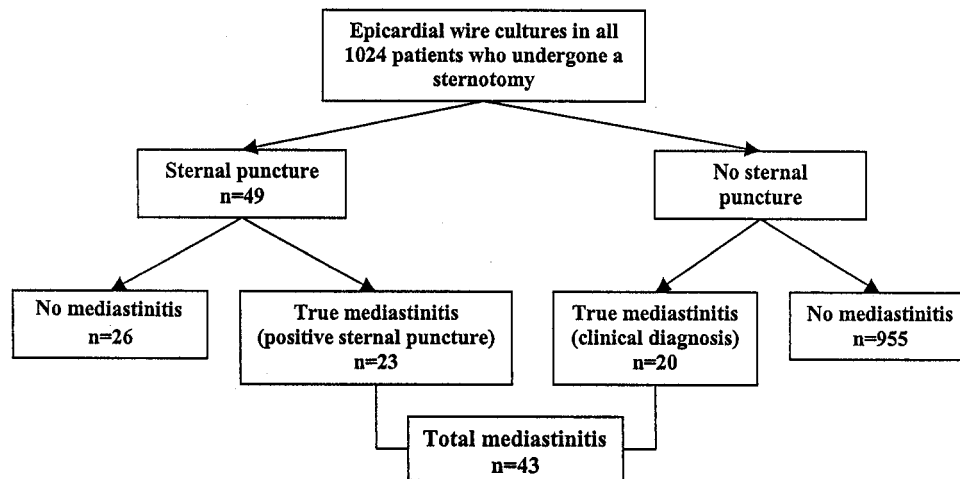 Epicardial wire cultures in all
1024 patients who undergone a
sternotomy
Sternal puncture
n=49
No sternal
puncture
No mediastinitis
n=26
True mediastinitis
(positive sternal puncture)
n=23
True mediastinitis
(clinical diagnosis)
n=20
No mediastinitis
n=955
Total mediastinitis
n=43